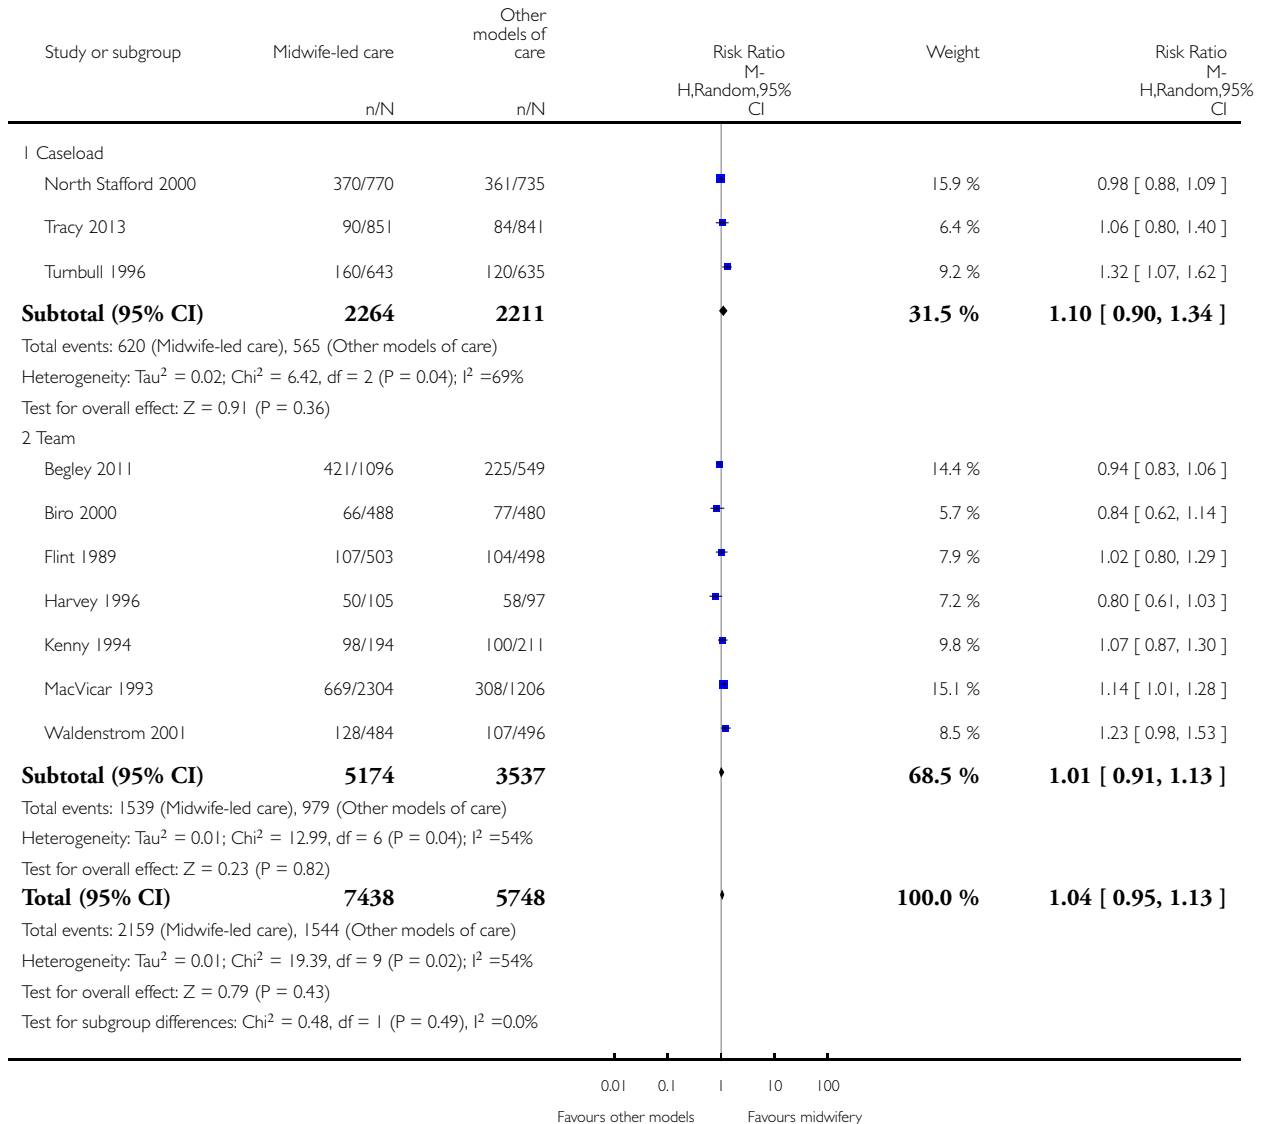 Study or subgroup Midwife-led care Other models of care Risk Ratio Weight Risk Ratio
n/N n/N M-H,Random,95% CI M-H,Random,95% CI
1 Caseload
North Stafford 2000 370/770 361/735 15.9 % 0.98 [ 0.88, 1.09 ]
Tracy 2013 90/851 84/841 6.4 % 1.06 [ 0.80, 1.40 ]
Turnbull 1996 160/643 120/635 9.2 % 1.32 [ 1.07, 1.62 ]
Subtotal (95% CI) 2264 2211 31.5 % 1.10 [ 0.90, 1.34 ]
Total events: 620 (Midwife-led care), 565 (Other models of care)
Heterogeneity: Tau² = 0.02; Chi² = 6.42, df = 2 (P = 0.04); I² =69%
Test for overall effect: Z = 0.91 (P = 0.36)
2 Team
Begley 2011 421/1096 225/549 14.4 % 0.94 [ 0.83, 1.06 ]
Biro 2000 66/488 77/480 5.7 % 0.84 [ 0.62, 1.14 ]
Flint 1989 107/503 104/498 7.9 % 1.02 [ 0.80, 1.29 ]
Harvey 1996 50/105 58/97 7.2 % 0.80 [ 0.61, 1.03 ]
Kenny 1994 98/194 100/211 9.8 % 1.07 [ 0.87, 1.30 ]
MacVicar 1993 669/2304 308/1206 15.1 % 1.14 [ 1.01, 1.28 ]
Waldenstrom 2001 128/484 107/496 8.5 % 1.23 [ 0.98, 1.53 ]
Subtotal (95% CI) 5174 3537 68.5 % 1.01 [ 0.91, 1.13 ]
Total events: 1539 (Midwife-led care), 979 (Other models of care)
Heterogeneity: Tau² = 0.01; Chi² = 12.99, df = 6 (P = 0.04); I² =54%
Test for overall effect: Z = 0.23 (P = 0.82)
Total (95% CI) 7438 5748 100.0 % 1.04 [ 0.95, 1.13 ]
Total events: 2159 (Midwife-led care), 1544 (Other models of care)
Heterogeneity: Tau² = 0.01; Chi² = 19.39, df = 9 (P = 0.02); I² =54%
Test for overall effect: Z = 0.79 (P = 0.43)
Test for subgroup differences: Chi² = 0.48, df = 1 (P = 0.49), I² =0.0%
0.01 0.1 1 10 100
Favours other models Favours midwifery